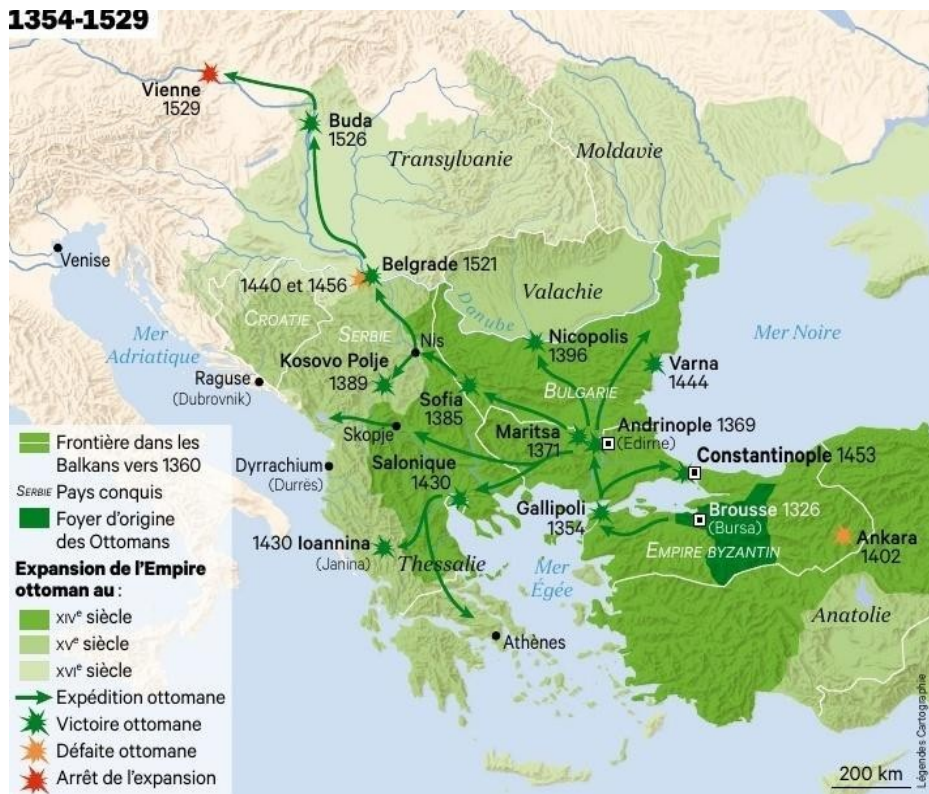 1354-1529
Vienne
1529
Buda
1526
Transylvanie
Moldavie
Venise
Belgrade 1521
1440 et 1456
CROATIE
SERBIE
Valachie
Danube
Mer
Adriatique
Mer Noire
Nis
Nicopolis
1396
Kosovo Polje
1389
Varna
1444
Raguse
(Dubrovnik)
Sofia
1385
BULGARIE
Skopje
Maritsa
1371
Andrinople 1369
(Edirne)
Constantinople 1453
Dyrrachium
(Durrës)
Salonique
1430
Gallipoli
1354
Brousse 1326
(Bursa)
EMPIRE BYZANTIN
Ankara
1402
1430 Ioannina
(Janina)
Thessalie
Mer
Égée
Anatolie
Athènes
Frontière dans les
Balkans vers 1360
SERBIE Pays conquis
Foyer d'origine
des Ottomans
Expansion de l'Empire
ottoman au :
XIVe siècle
XVe siècle
XVIe siècle
Expédition ottomane
Victoire ottomane
Défaite ottomane
Arrêt de l'expansion
200 km
Légendes Cartographie